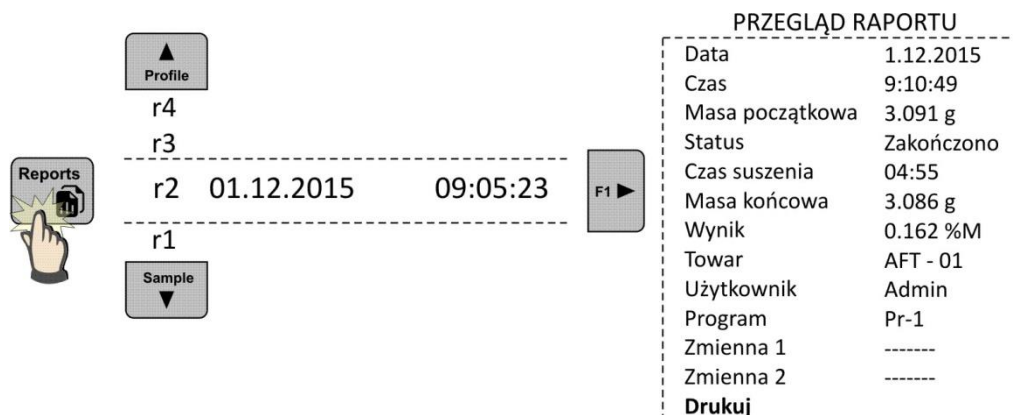 PRZEGLĄD RAPORTU
Profile
r4
r3
Reports
r2 01.12.2015 09:05:23
F1
r1
Sample
Data 1.12.2015
Czas 9:10:49
Masa początkowa 3.091 g
Status Zakończono
Czas suszenia 04:55
Masa końcowa 3.086 g
Wynik 0.162 %M
Towar AFT - 01
Użytkownik Admin
Program Pr-1
Zmienna 1 -------
Zmienna 2 -------
Drukuj